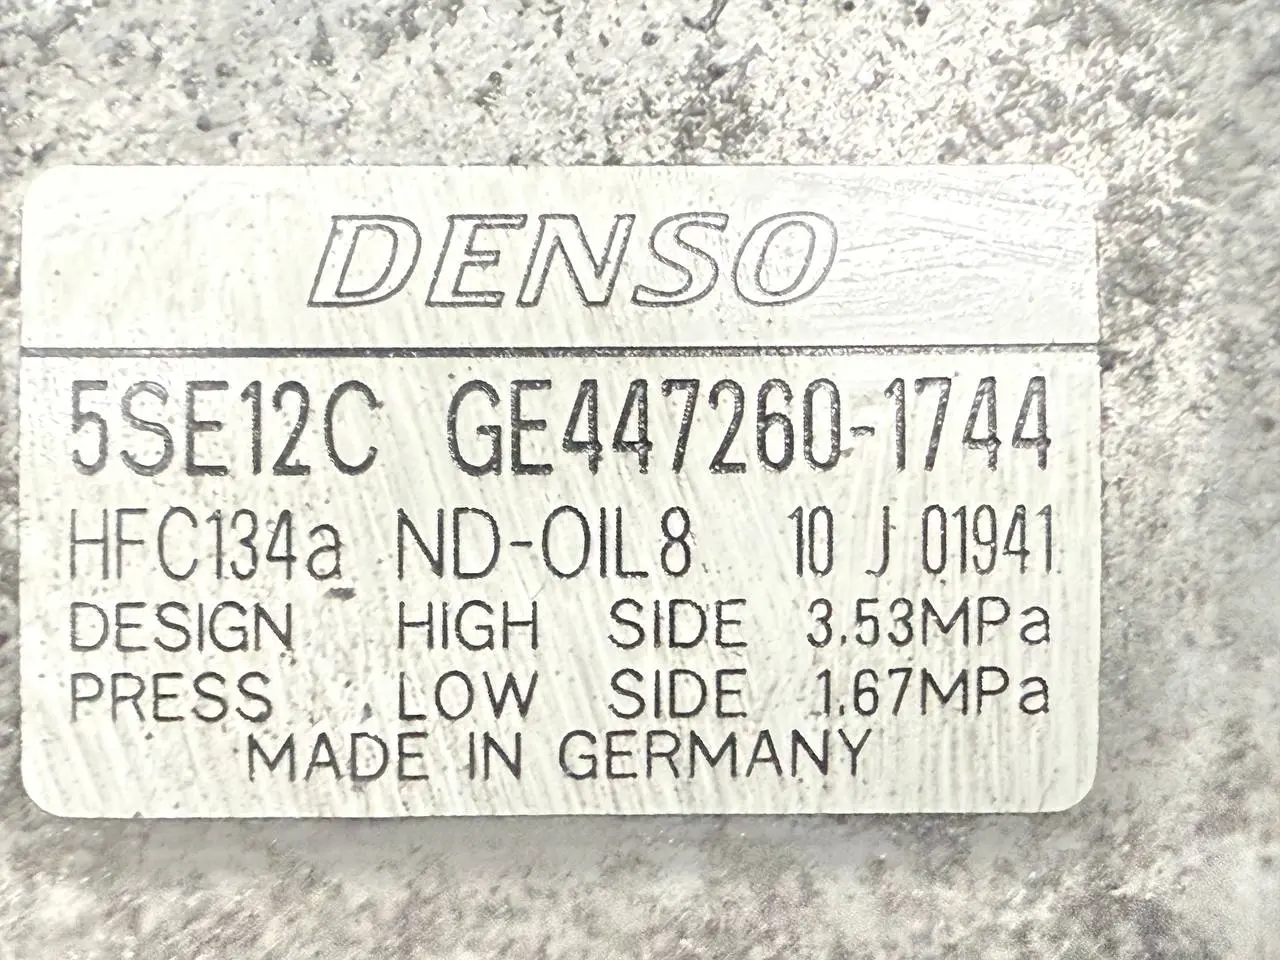 DENSO
5SE12C GE447260-1744
HFC134a ND-OIL8 10 J 01941
DESIGN HIGH SIDE 3.53MPa
PRESS LOW SIDE 1.67MPa
MADE IN GERMANY